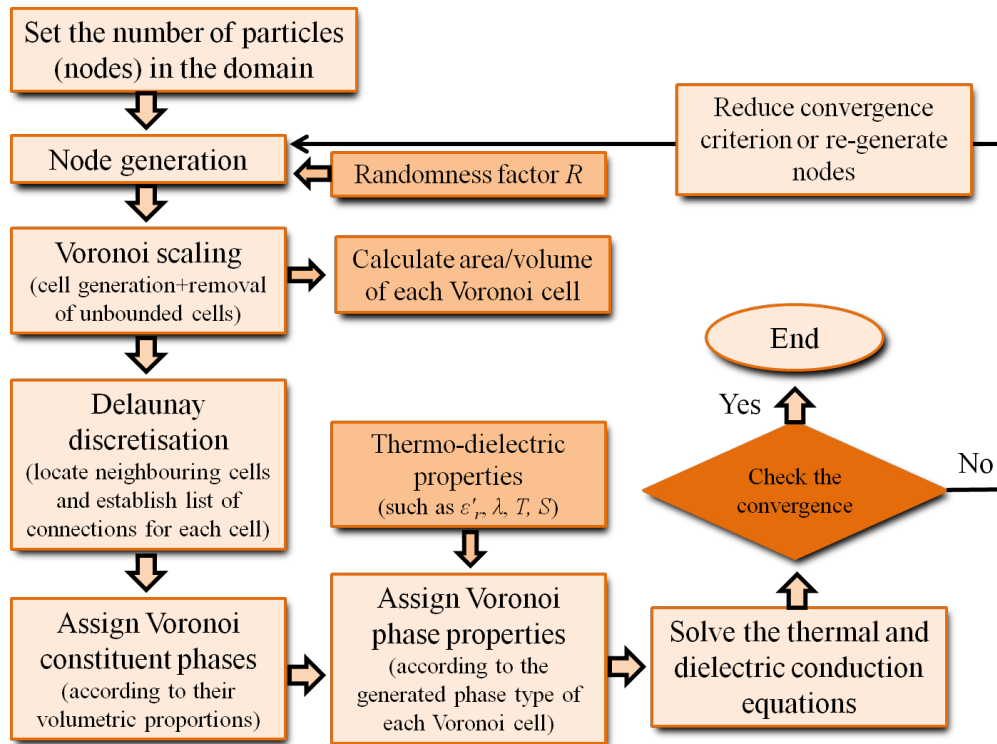 Set the number of particles
(nodes) in the domain
Node generation
Randomness factor R
Reduce convergence
criterion or re-generate
nodes
Voronoi scaling
(cell generation+removal
of unbounded cells)
Calculate area/volume
of each Voronoi cell
Delaunay
discretisation
(locate neighbouring cells
and establish list of
connections for each cell)
Thermo-dielectric
properties
(such as ε'r, λ, T, S)
End
Yes
Check the
convergence
No
Assign Voronoi
constituent phases
(according to their
volumetric proportions)
Assign Voronoi
phase properties
(according to the
generated phase type of
each Voronoi cell)
Solve the thermal and
dielectric conduction
equations